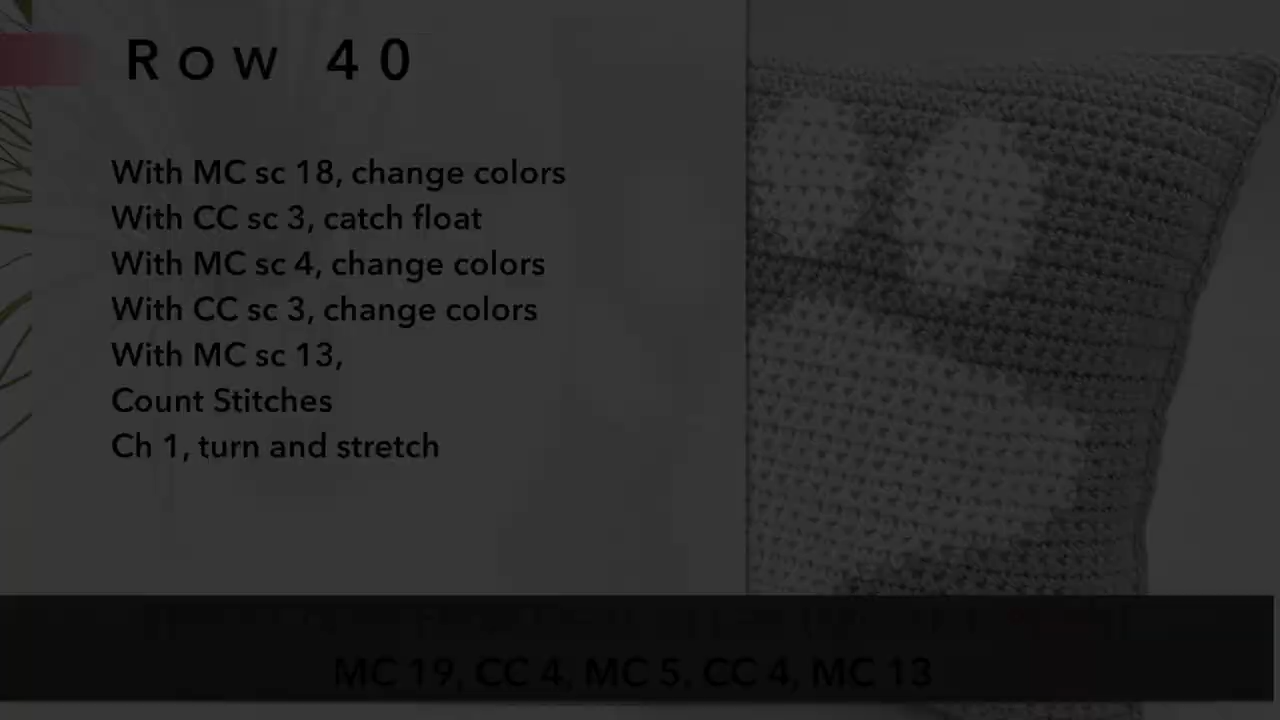 Row 40
With MC sc 18, change colors
With CC sc 3, catch float
With MC sc 4, change colors
With CC sc 3, change colors
With MC sc 13,
Count Stitches
Ch 1, turn and stretch
MC 19, CC 4, MC 5, CC 4, MC 13